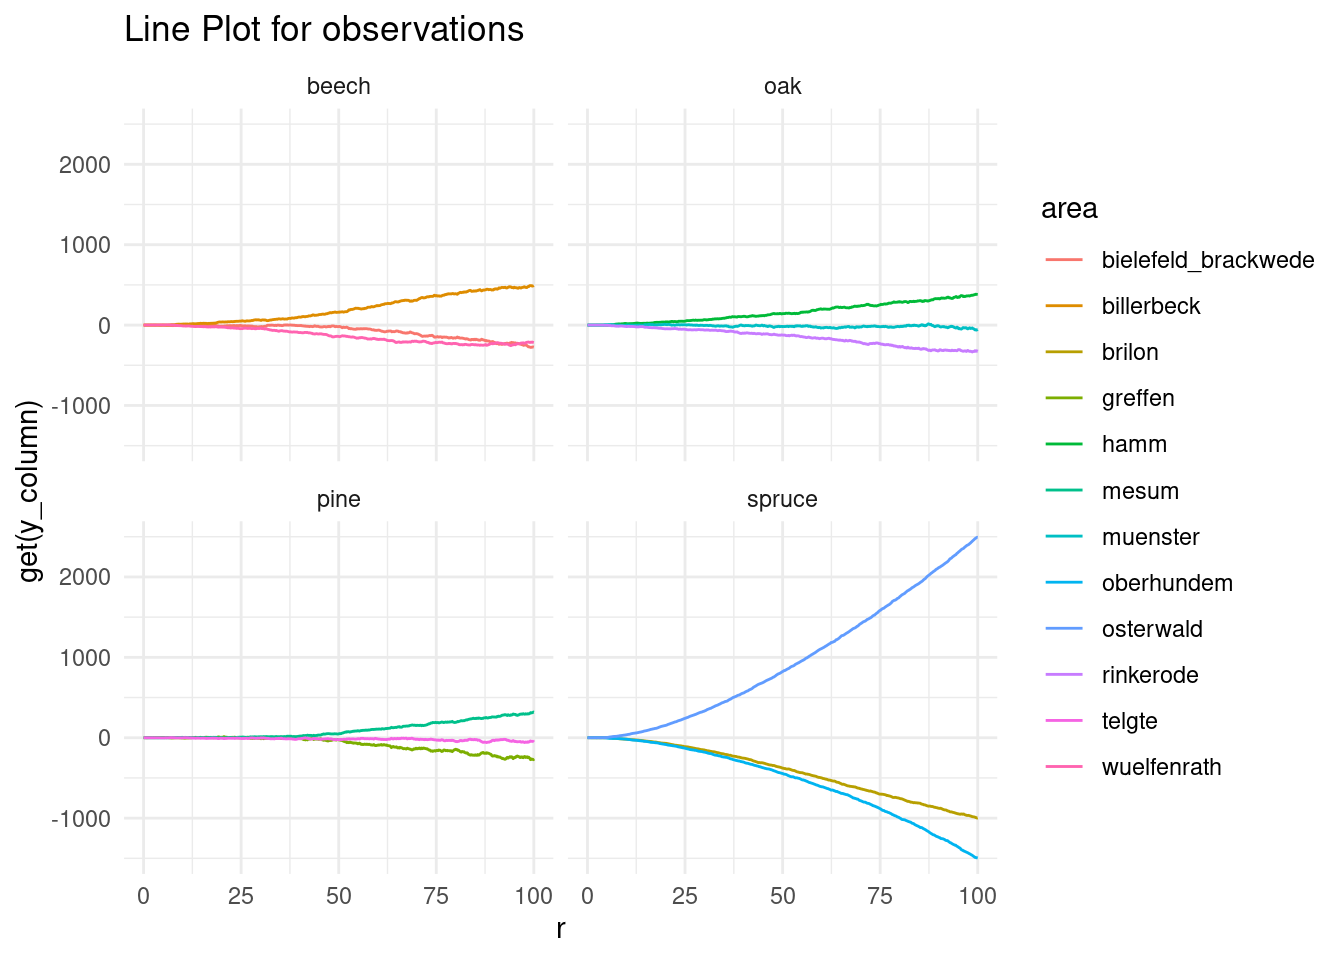 Line Plot for observations
beech
oak
2000
1000
0
-1000
pine
spruce
2000
1000
0
-1000
0 25 50 75 100
0 25 50 75 100
r
get(y_column)
area
bielefeld_brackwede
billerbeck
brilon
greffen
hamm
mesum
muenster
oberhundem
osterwald
rinkerode
telgte
wuelfenrath